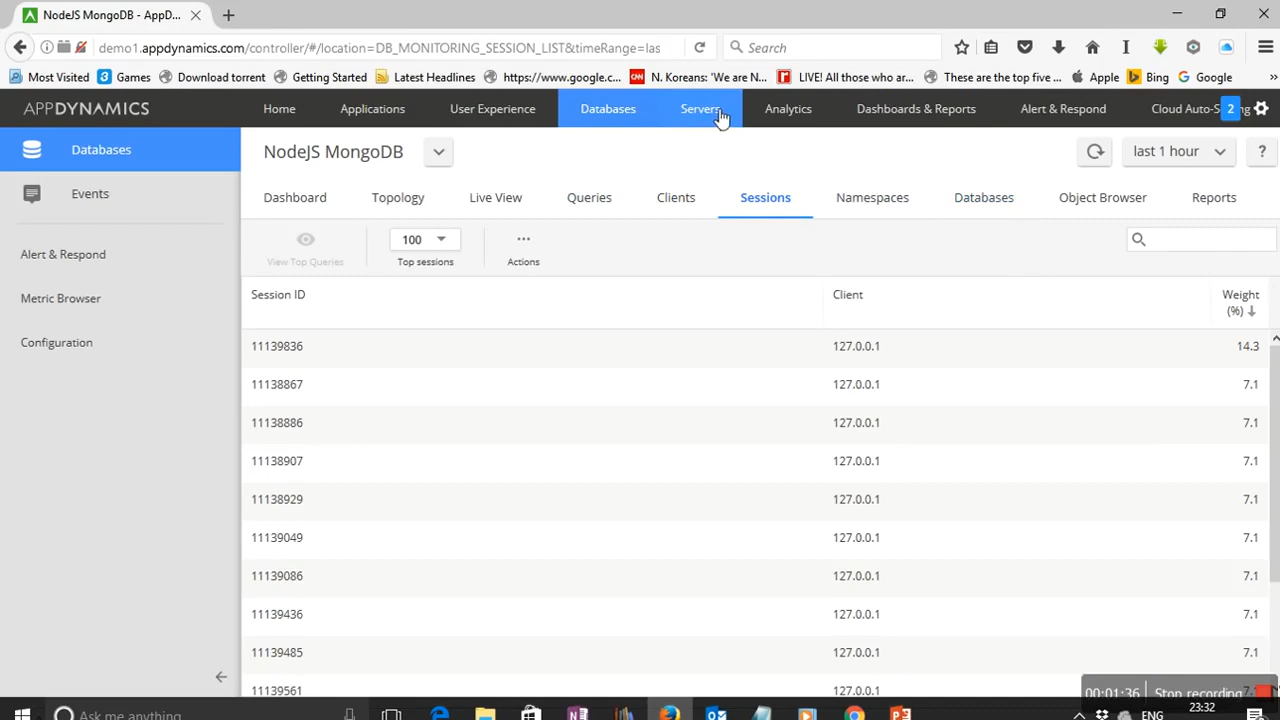 NodeJS MongoDB - AppD...
demo1.appdynamics.com/controller/#/location=DB_MONITORING_SESSION_LIST&timeRange=las
Search
Most Visited
Games
Download torrent
Getting Started
Latest Headlines
https://www.google.c...
CNN
N. Koreans: 'We are N...
LIVE! All those who ar...
These are the top five ...
Apple
Bing
Google
APPDYNAMICS
Home
Applications
User Experience
Databases
Servers
Analytics
Dashboards & Reports
Alert & Respond
2
Databases
Events
Alert & Respond
Metric Browser
Configuration
NodeJS MongoDB
last 1 hour
?
Dashboard
Topology
Live View
Queries
Clients
Sessions
Namespaces
Databases
Object Browser
Reports
View Top Queries
100
Top sessions
Actions
Session ID Client Weight
(%)
11139836 127.0.0.1 14.3
11138867 127.0.0.1 7.1
11138886 127.0.0.1 7.1
11138907 127.0.0.1 7.1
11138929 127.0.0.1 7.1
11139049 127.0.0.1 7.1
11139086 127.0.0.1 7.1
11139436 127.0.0.1 7.1
11139485 127.0.0.1 7.1
11139561 127.0.0.1
00:01:36 Stop recording
Ask me anything
ENG
23:32